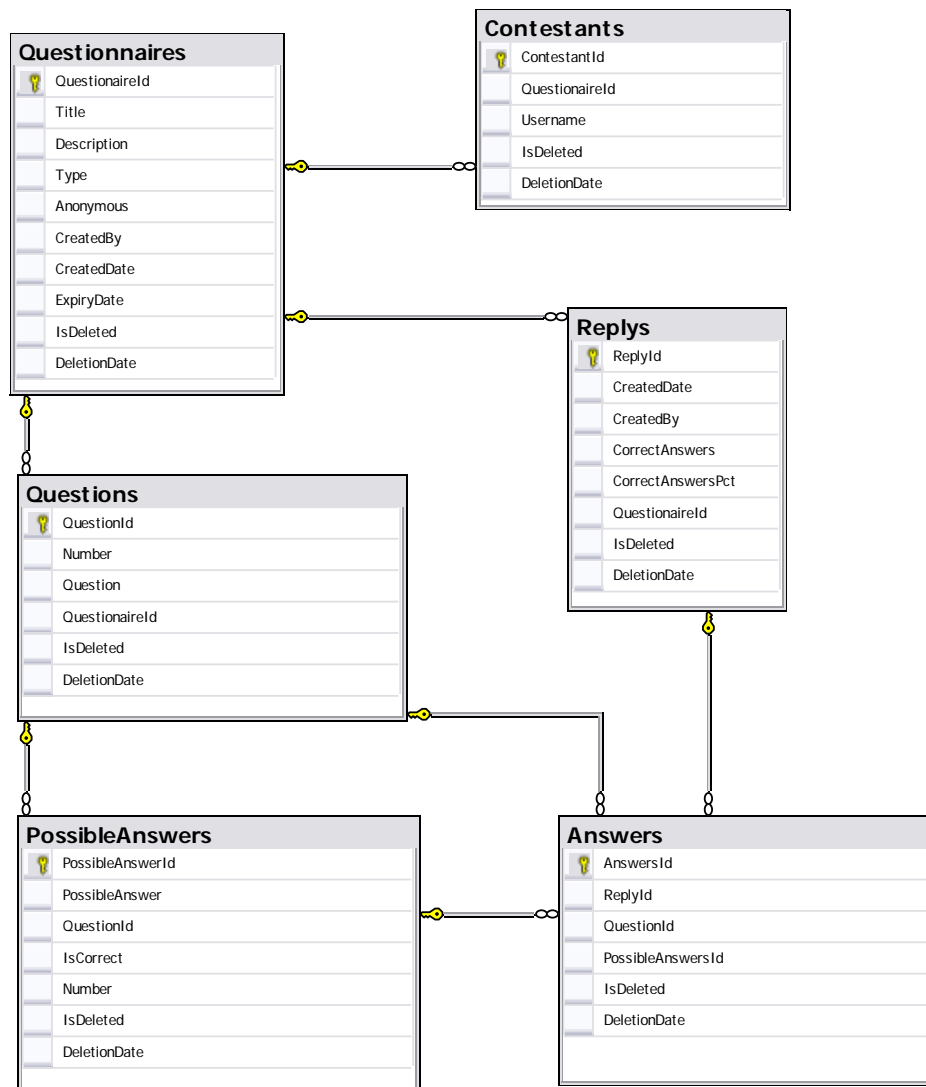 Questionnaires
QuestionaireId
Title
Description
Type
Anonymous
CreatedBy
CreatedDate
ExpiryDate
IsDeleted
DeletionDate
Contestants
ContestantId
QuestionaireId
Username
IsDeleted
DeletionDate
Replys
ReplyId
CreatedDate
CreatedBy
CorrectAnswers
CorrectAnswersPct
QuestionaireId
IsDeleted
DeletionDate
Questions
QuestionId
Number
Question
QuestionaireId
IsDeleted
DeletionDate
PossibleAnswers
PossibleAnswerId
PossibleAnswer
QuestionId
IsCorrect
Number
IsDeleted
DeletionDate
Answers
AnswersId
ReplyId
QuestionId
PossibleAnswersId
IsDeleted
DeletionDate